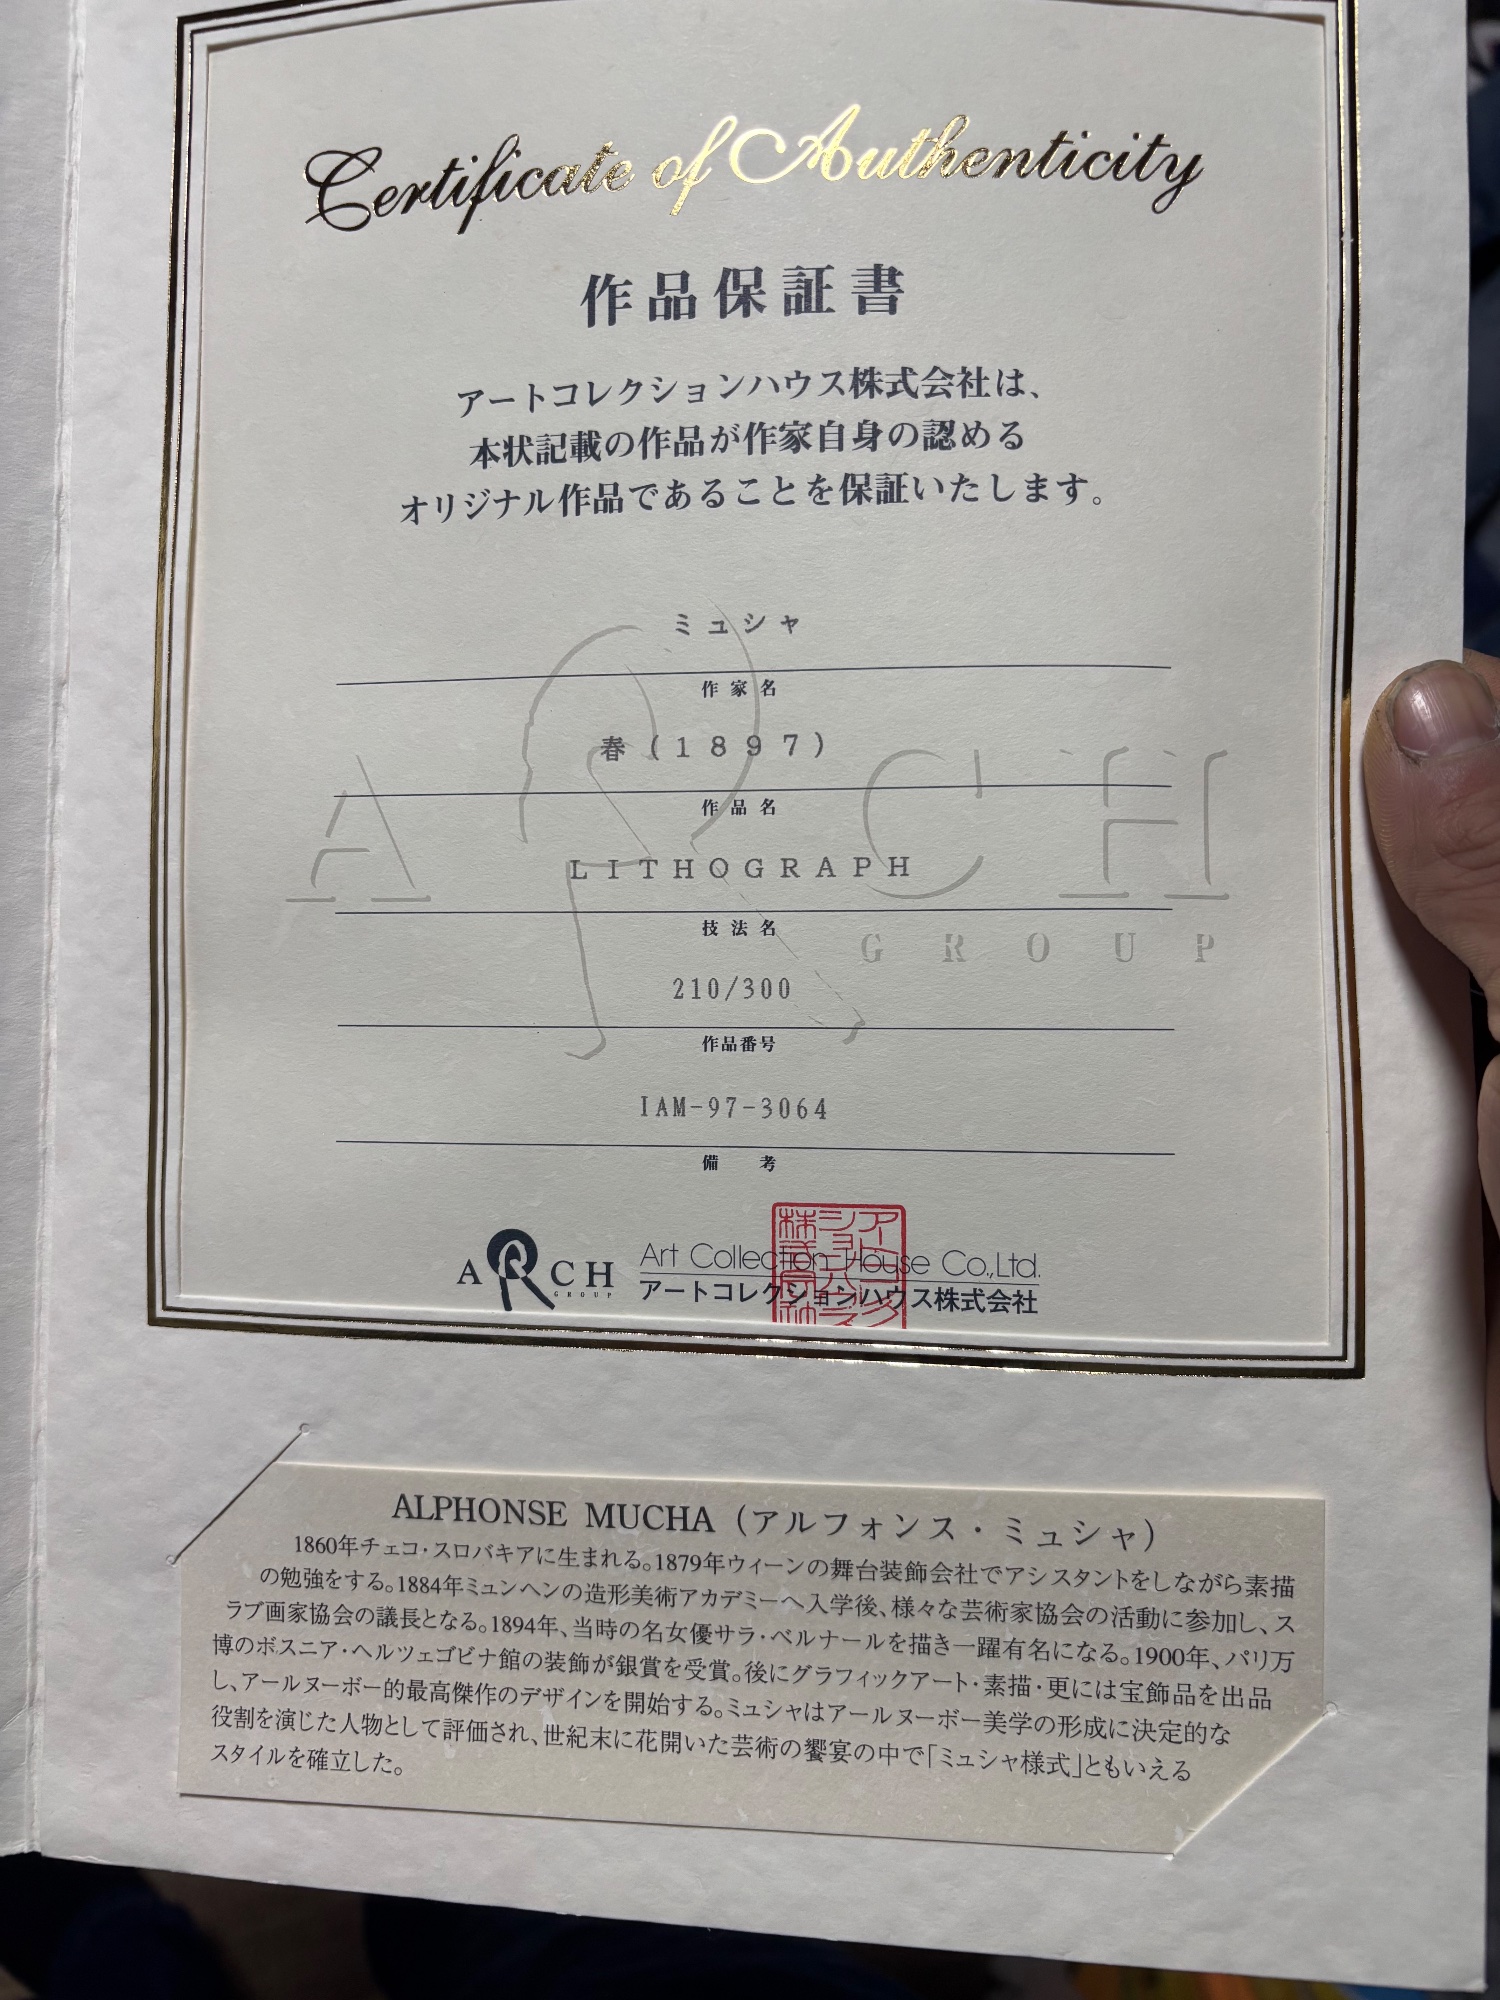 Certificate of Authenticity
作品保証書
アートコレクションハウス株式会社は、
本状記載の作品が作家自身の認める
オリジナル作品であることを保証いたします。
ミュシャ
作家名
春(1897)
作品名
LITHOGRAPH
技法名
ARCH
GROUP
210/300
作品番号
IAM-97-3064
備 考
ARCH
GROUP
Art Collection House Co.,Ltd.
アートコレクションハウス株式会社
ALPHONSE MUCHA(アルフォンス・ミュシャ)
1860年チェコ・スロバキアに生まれる。1879年ウィーンの舞台装飾会社でアシスタントをしながら素描
の勉強をする。1884年ミュンヘンの造形美術アカデミーへ入学後、様々な芸術家協会の活動に参加し、ス
ラブ画家協会の議長となる。1894年、当時の名女優サラ・ベルナールを描き一躍有名になる。1900年、パリ万
博のボスニア・ヘルツェゴビナ館の装飾が銀賞を受賞。後にグラフィックアート・素描・更には宝飾品を出品
し、アールヌーボー的最高傑作のデザインを開始する。ミュシャはアールヌーボー美学の形成に決定的な
役割を演じた人物として評価され、世紀末に花開いた芸術の饗宴の中で「ミュシャ様式」ともいえる
スタイルを確立した。